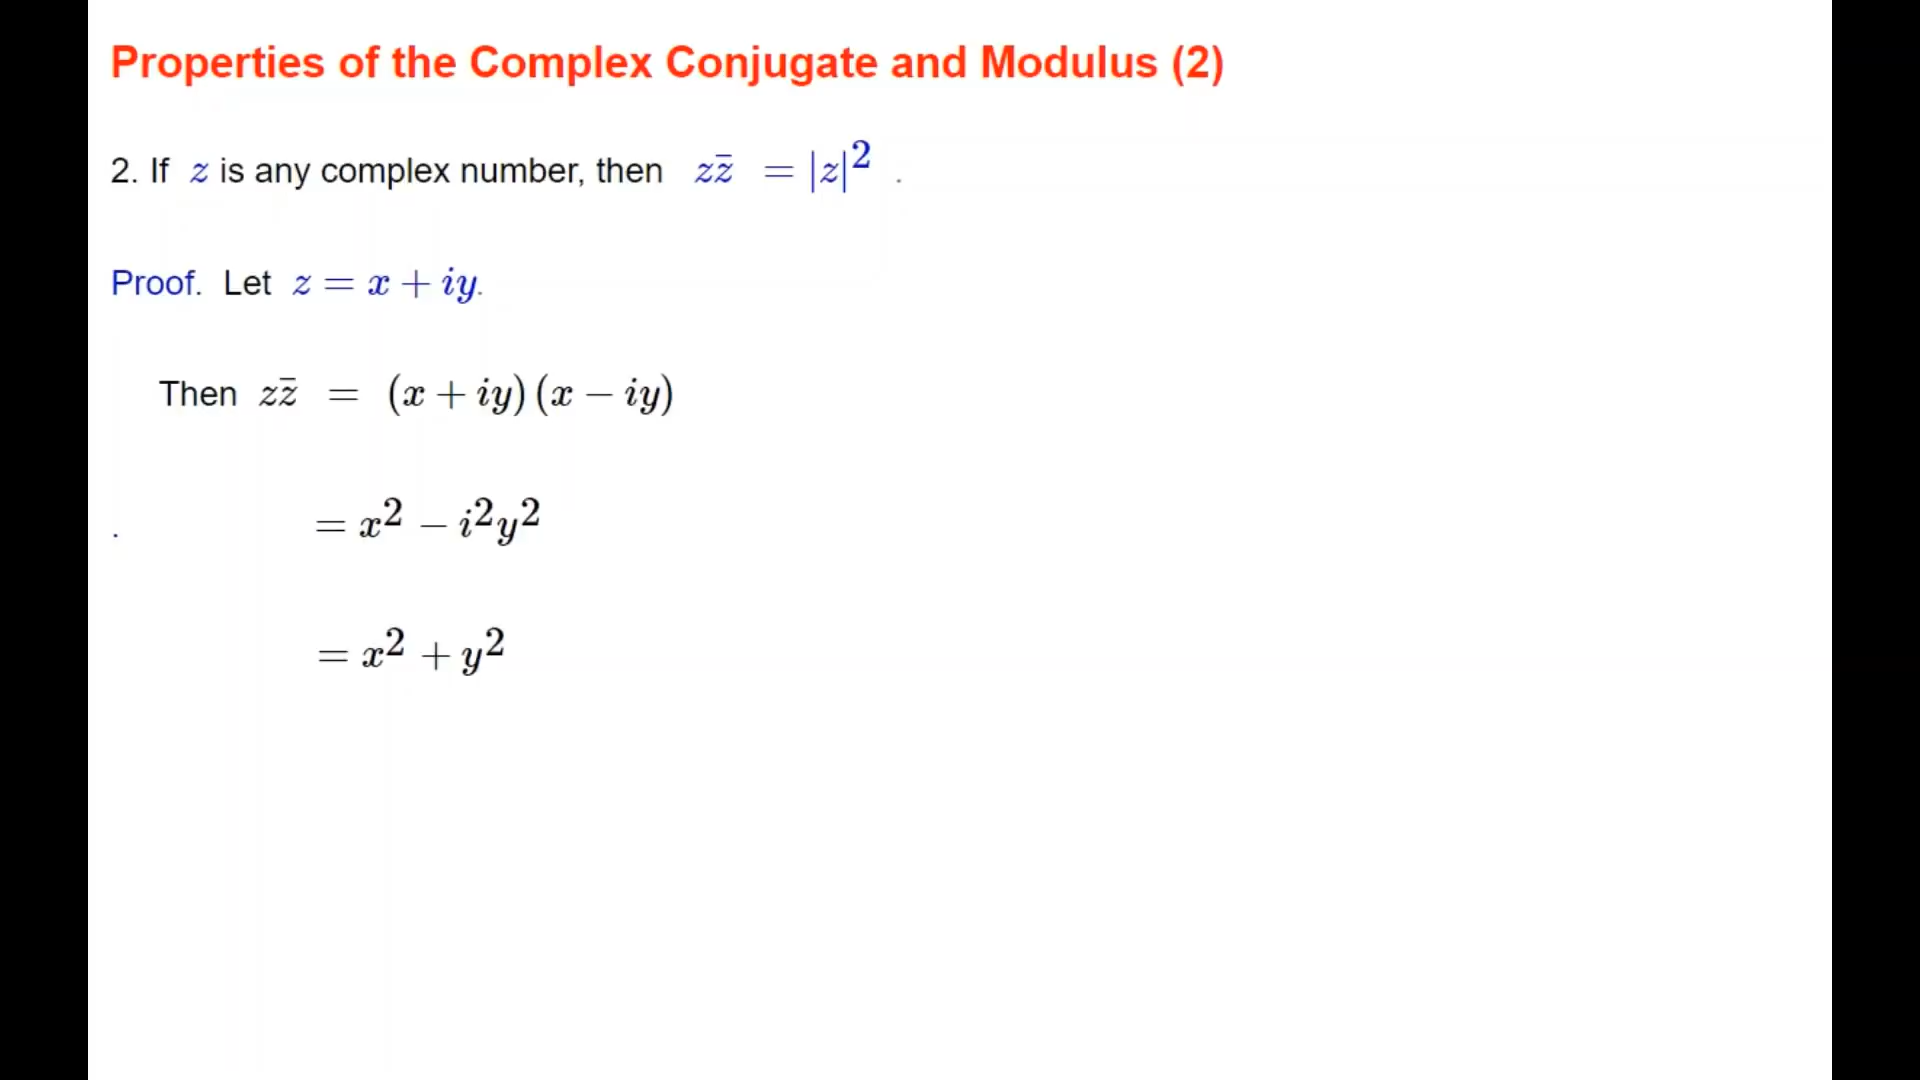 Properties of the Complex Conjugate and Modulus (2)
2. If z is any complex number, then zz̄ = |z|² .
Proof. Let z = x + iy.
Then zz̄ = (x + iy)(x − iy)
. = x² − i²y²
= x² + y²